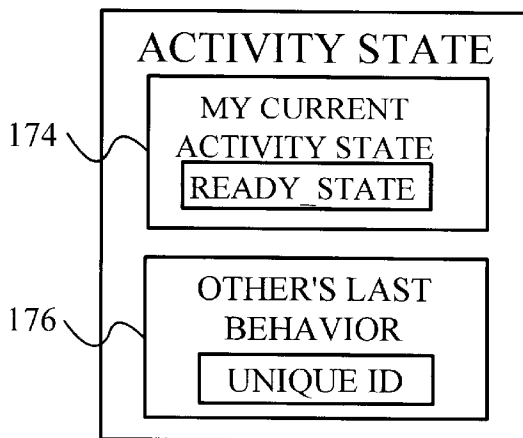 ACTIVITY STATE
MY CURRENT
174
ACTIVITY STATE
READY_STATE
OTHER'S LAST
176
BEHAVIOR
UNIQUE ID